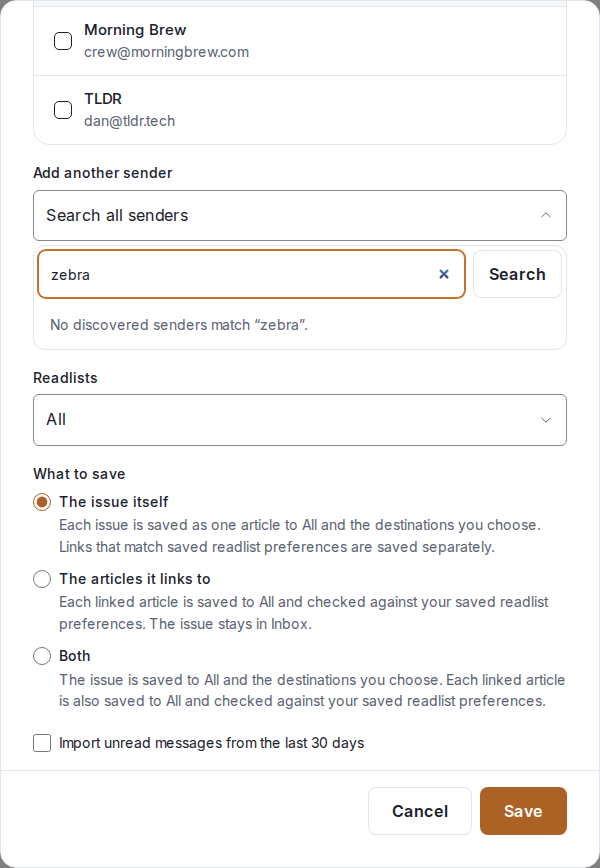 Morning Brew
crew@morningbrew.com
TLDR
dan@tldr.tech
Add another sender
Search all senders
zebra
Search
No discovered senders match “zebra”.
Readlists
All
What to save
The issue itself
Each issue is saved as one article to All and the destinations you choose.
Links that match saved readlist preferences are saved separately.
The articles it links to
Each linked article is saved to All and checked against your saved readlist
preferences. The issue stays in Inbox.
Both
The issue is saved to All and the destinations you choose. Each linked article
is also saved to All and checked against your saved readlist preferences.
Import unread messages from the last 30 days
Cancel
Save